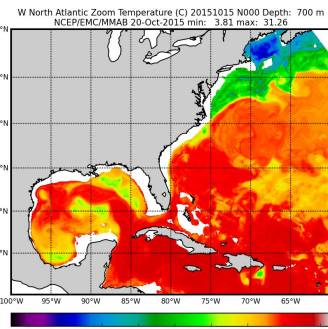 W North Atlantic Zoom Temperature (C) 20151015 N000 Depth: 700 m
NCEP/EMC/MMAB 20-Oct-2015 min: 3.81 max: 31.26
°N
°N
°N
°N
°N
°N
100°W 95°W 90°W 85°W 80°W 75°W 70°W 65°W